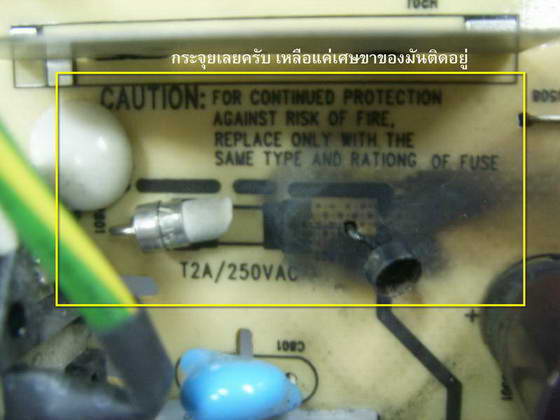 กระจุยเลยครับ เหลือแค่เศษขาของมันติดอยู่
CAUTION: FOR CONTINUED PROTECTION
AGAINST RISK OF FIRE,
REPLACE ONLY WITH THE
SAME TYPE AND RATIONG OF FUSE
T2A/250VAC
C801